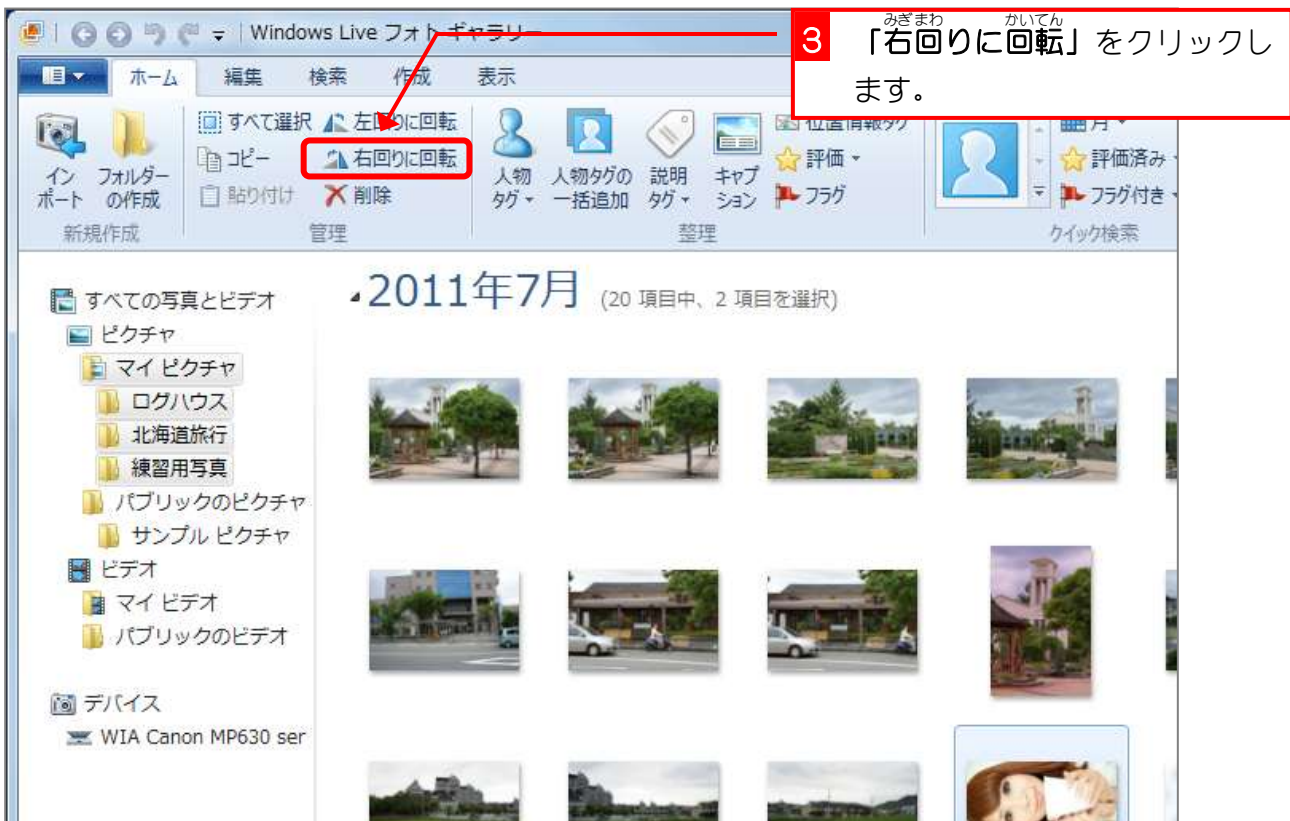 Windows Live フォト ギャラリー
3
みぎまわ かいてん
「右回りに回転」をクリックし
ます。
ホーム 編集 検索 作成 表示
すべて選択 左回りに回転
コピー 右回りに回転
貼り付け 削除
イン
ポート
フォルダー
の作成
人物
タグ
人物タグの
一括追加
説明
タグ
キャプ
ション
位置情報タグ
評価
フラグ
月
評価済み
フラグ付き
新規作成 管理 整理 クイック検索
すべての写真とビデオ
ピクチャ
マイ ピクチャ
ログハウス
北海道旅行
練習用写真
パブリックのピクチャ
サンプル ピクチャ
ビデオ
マイ ビデオ
パブリックのビデオ
デバイス
WIA Canon MP630 ser
2011年7月 (20 項目中、2 項目を選択)